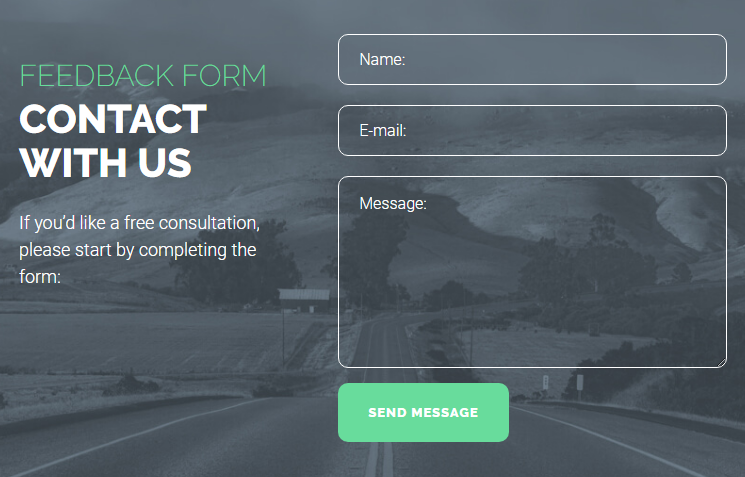 FEEDBACK FORM
CONTACT
WITH US
If you'd like a free consultation,
please start by completing the
form:
Name:
E-mail:
Message:
SEND MESSAGE